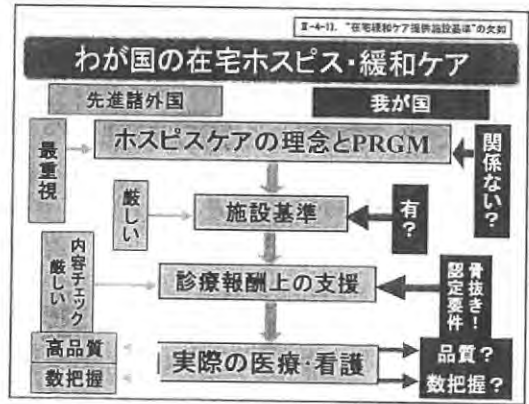 Ⅱ-4-11. "在宅緩和ケア提供施設基準"の欠如
わが国の在宅ホスピス・緩和ケア
先進諸外国
我が国
ホスピスケアの理念とPRGM
最重視
関係ない?
厳しい
施設基準
有?
内容チェック
厳しい
診療報酬上の支援
骨抜き!
認定要件
高品質
数把握
実際の医療・看護
品質?
数把握?